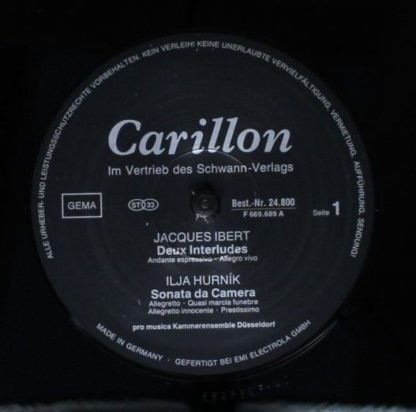 ALLE URHEBER- UND LEISTUNGSSCHUTZRECHTE VORBEHALTEN. KEIN VERLEIH! KEINE UNERLAUBTE VERVIELFÄLTIGUNG, VERMIETUNG, AUFFÜHRUNG, SENDUNG!
Carillon
Im Vertrieb des Schwann-Verlags
GEMA
ST 33
Best.-Nr. 24.800
F 669.689 A
Seite 1
JACQUES IBERT
Deux Interludes
Andante espressivo · Allegro vivo
ILJA HURNÍK
Sonata da Camera
Allegretto · Quasi marcia funebre
Allegretto innocente · Prestissimo
pro musica Kammerensemble Düsseldorf
MADE IN GERMANY · GEFERTIGT BEI EMI ELECTROLA GMBH